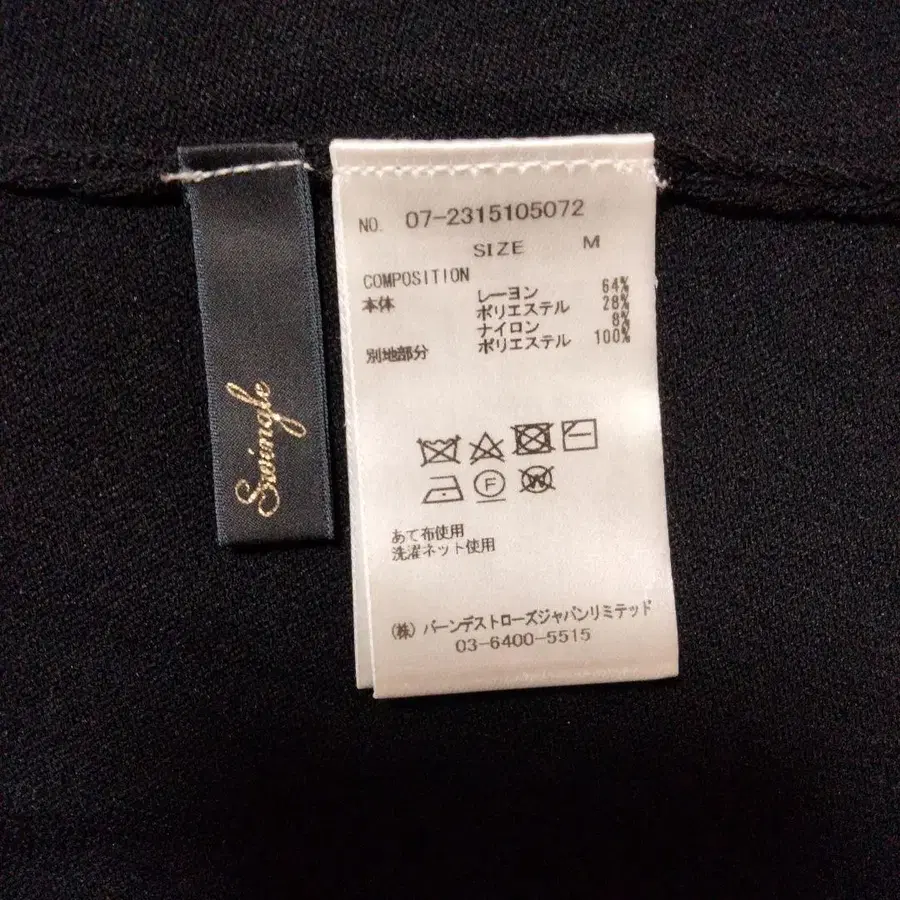 Swingle
NO. 07-2315105072
SIZE M
COMPOSITION
本体 レーヨン 64%
ポリエステル 28%
ナイロン 8%
別地部分 ポリエステル 100%
F
W
あて布使用
洗濯ネット使用
(株) バーンデストローズジャパンリミテッド
03-6400-5515